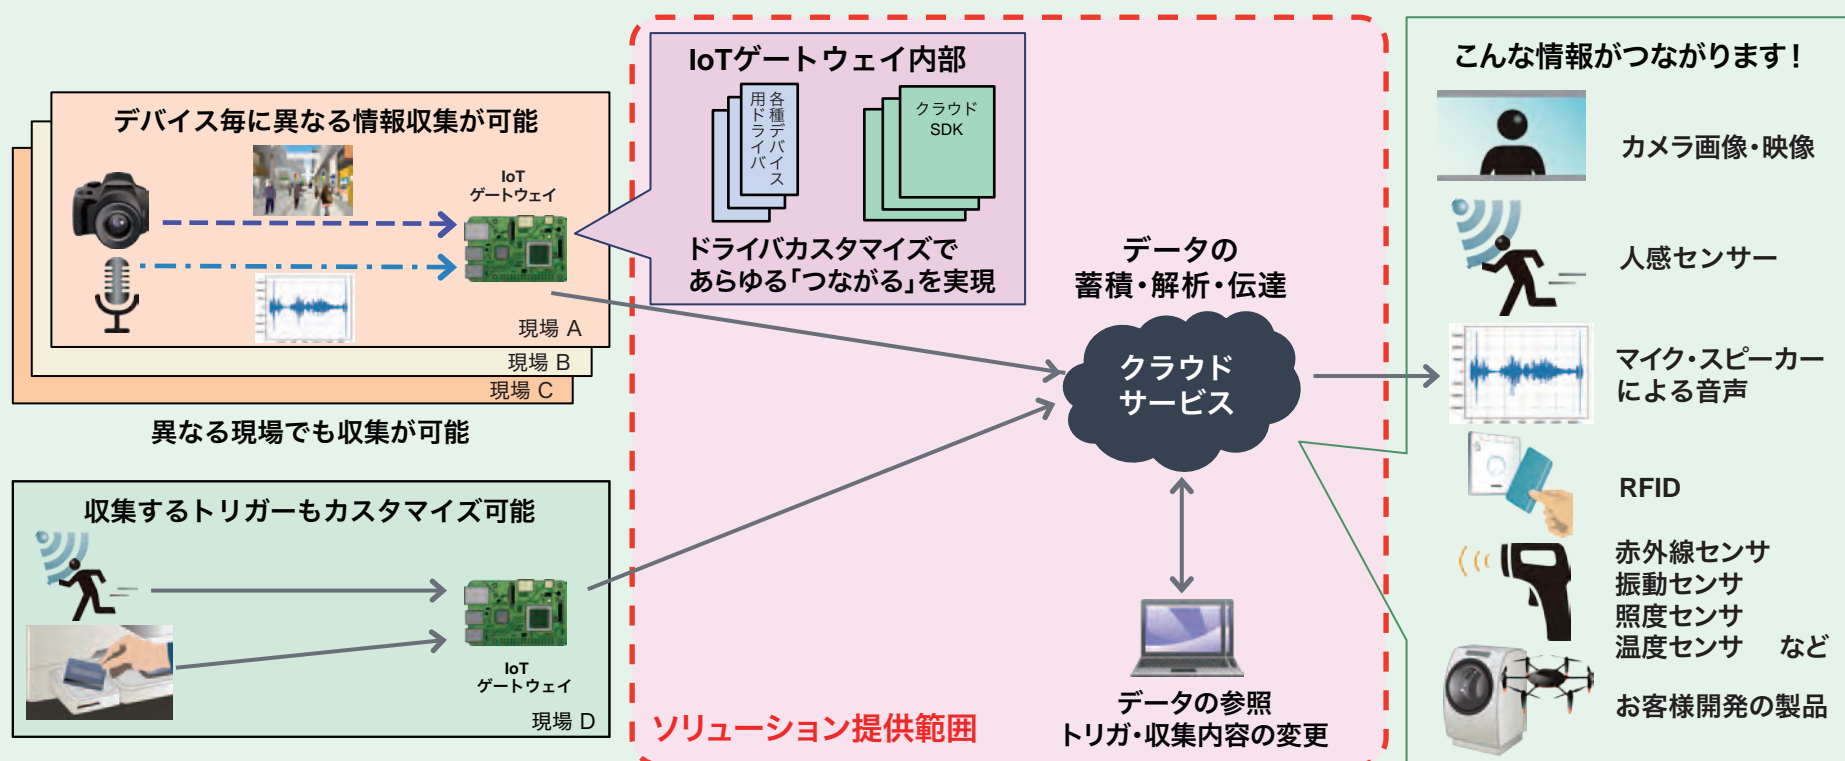 デバイス毎に異なる情報収集が可能
IoT
ゲートウェイ
現場 A
現場 B
現場 C
異なる現場でも収集が可能
収集するトリガーもカスタマイズ可能
IoT
ゲートウェイ
現場 D
IoTゲートウェイ内部
各種デバイス
用ドライバ
クラウド
SDK
ドライバカスタマイズで
あらゆる「つながる」を実現
データの
蓄積・解析・伝達
クラウド
サービス
データの参照
トリガ・収集内容の変更
ソリューション提供範囲
こんな情報がつながります！
カメラ画像・映像
人感センサー
マイク・スピーカー
による音声
RFID
赤外線センサ
振動センサ
照度センサ
温度センサ　など
お客様開発の製品